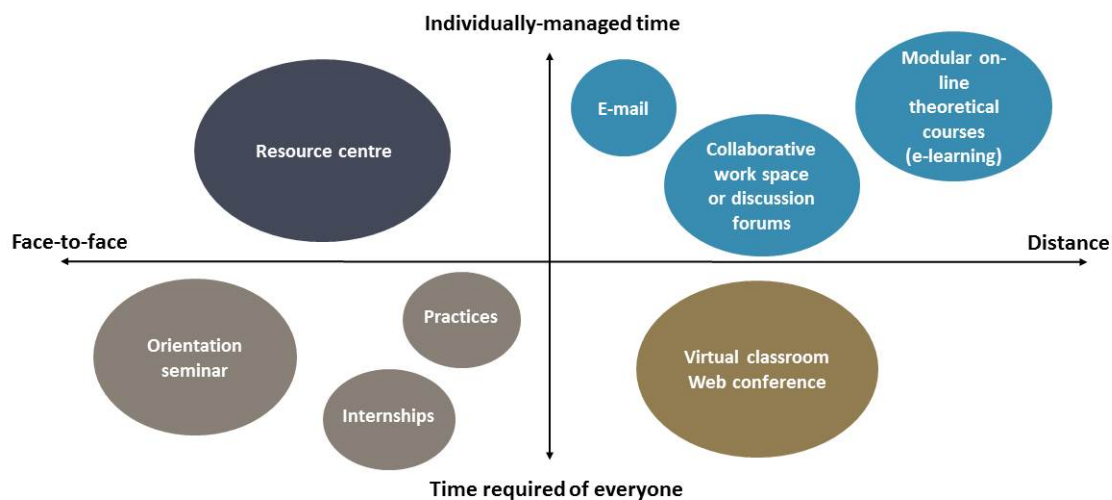 Individually-managed time
Modular on-
line
theoretical
courses
(e-learning)
E-mail
Resource centre
Collaborative
work space
or discussion
forums
Face-to-face
Distance
Practices
Orientation
seminar
Virtual classroom
Web conference
Internships
Time required of everyone